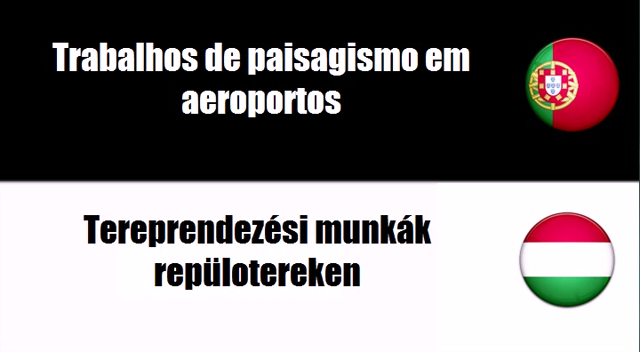 Trabalhos de paisagismo em
aeroportos
Tereprendezési munkák
repülotereken